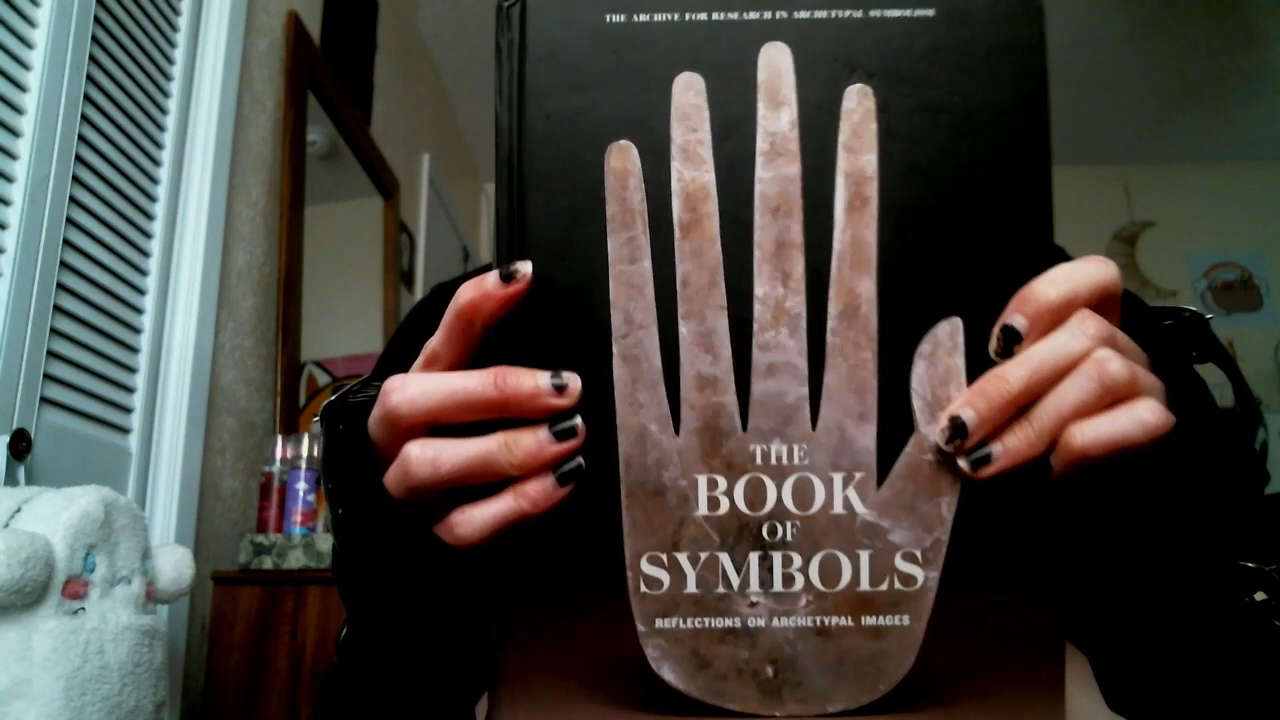 THE ARCHIVE FOR RESEARCH IN ARCHETYPAL SYMBOLISM
THE
BOOK
OF
SYMBOLS
REFLECTIONS ON ARCHETYPAL IMAGES